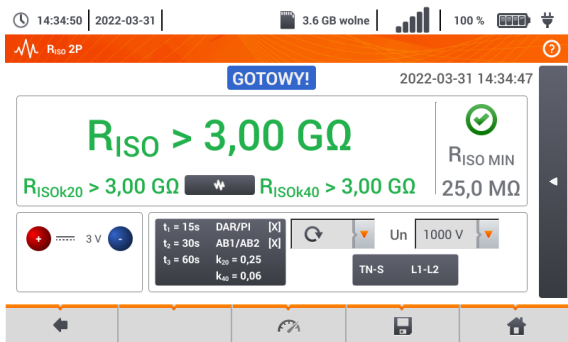 14:34:50 2022-03-31 3.6 GB wolne 100 %
RISO 2P ?
GOTOWY! 2022-03-31 14:34:47
RISO > 3,00 GΩ
RISO MIN
RISOk20 > 3,00 GΩ RISOk40 > 3,00 GΩ 25,0 MΩ
+ 3 V -
t₁ = 15s DAR/PI [X]
t₂ = 30s AB1/AB2 [X]
t₃ = 60s k₂₀ = 0,25
k₄₀ = 0,06
Un 1000 V
TN-S L1-L2